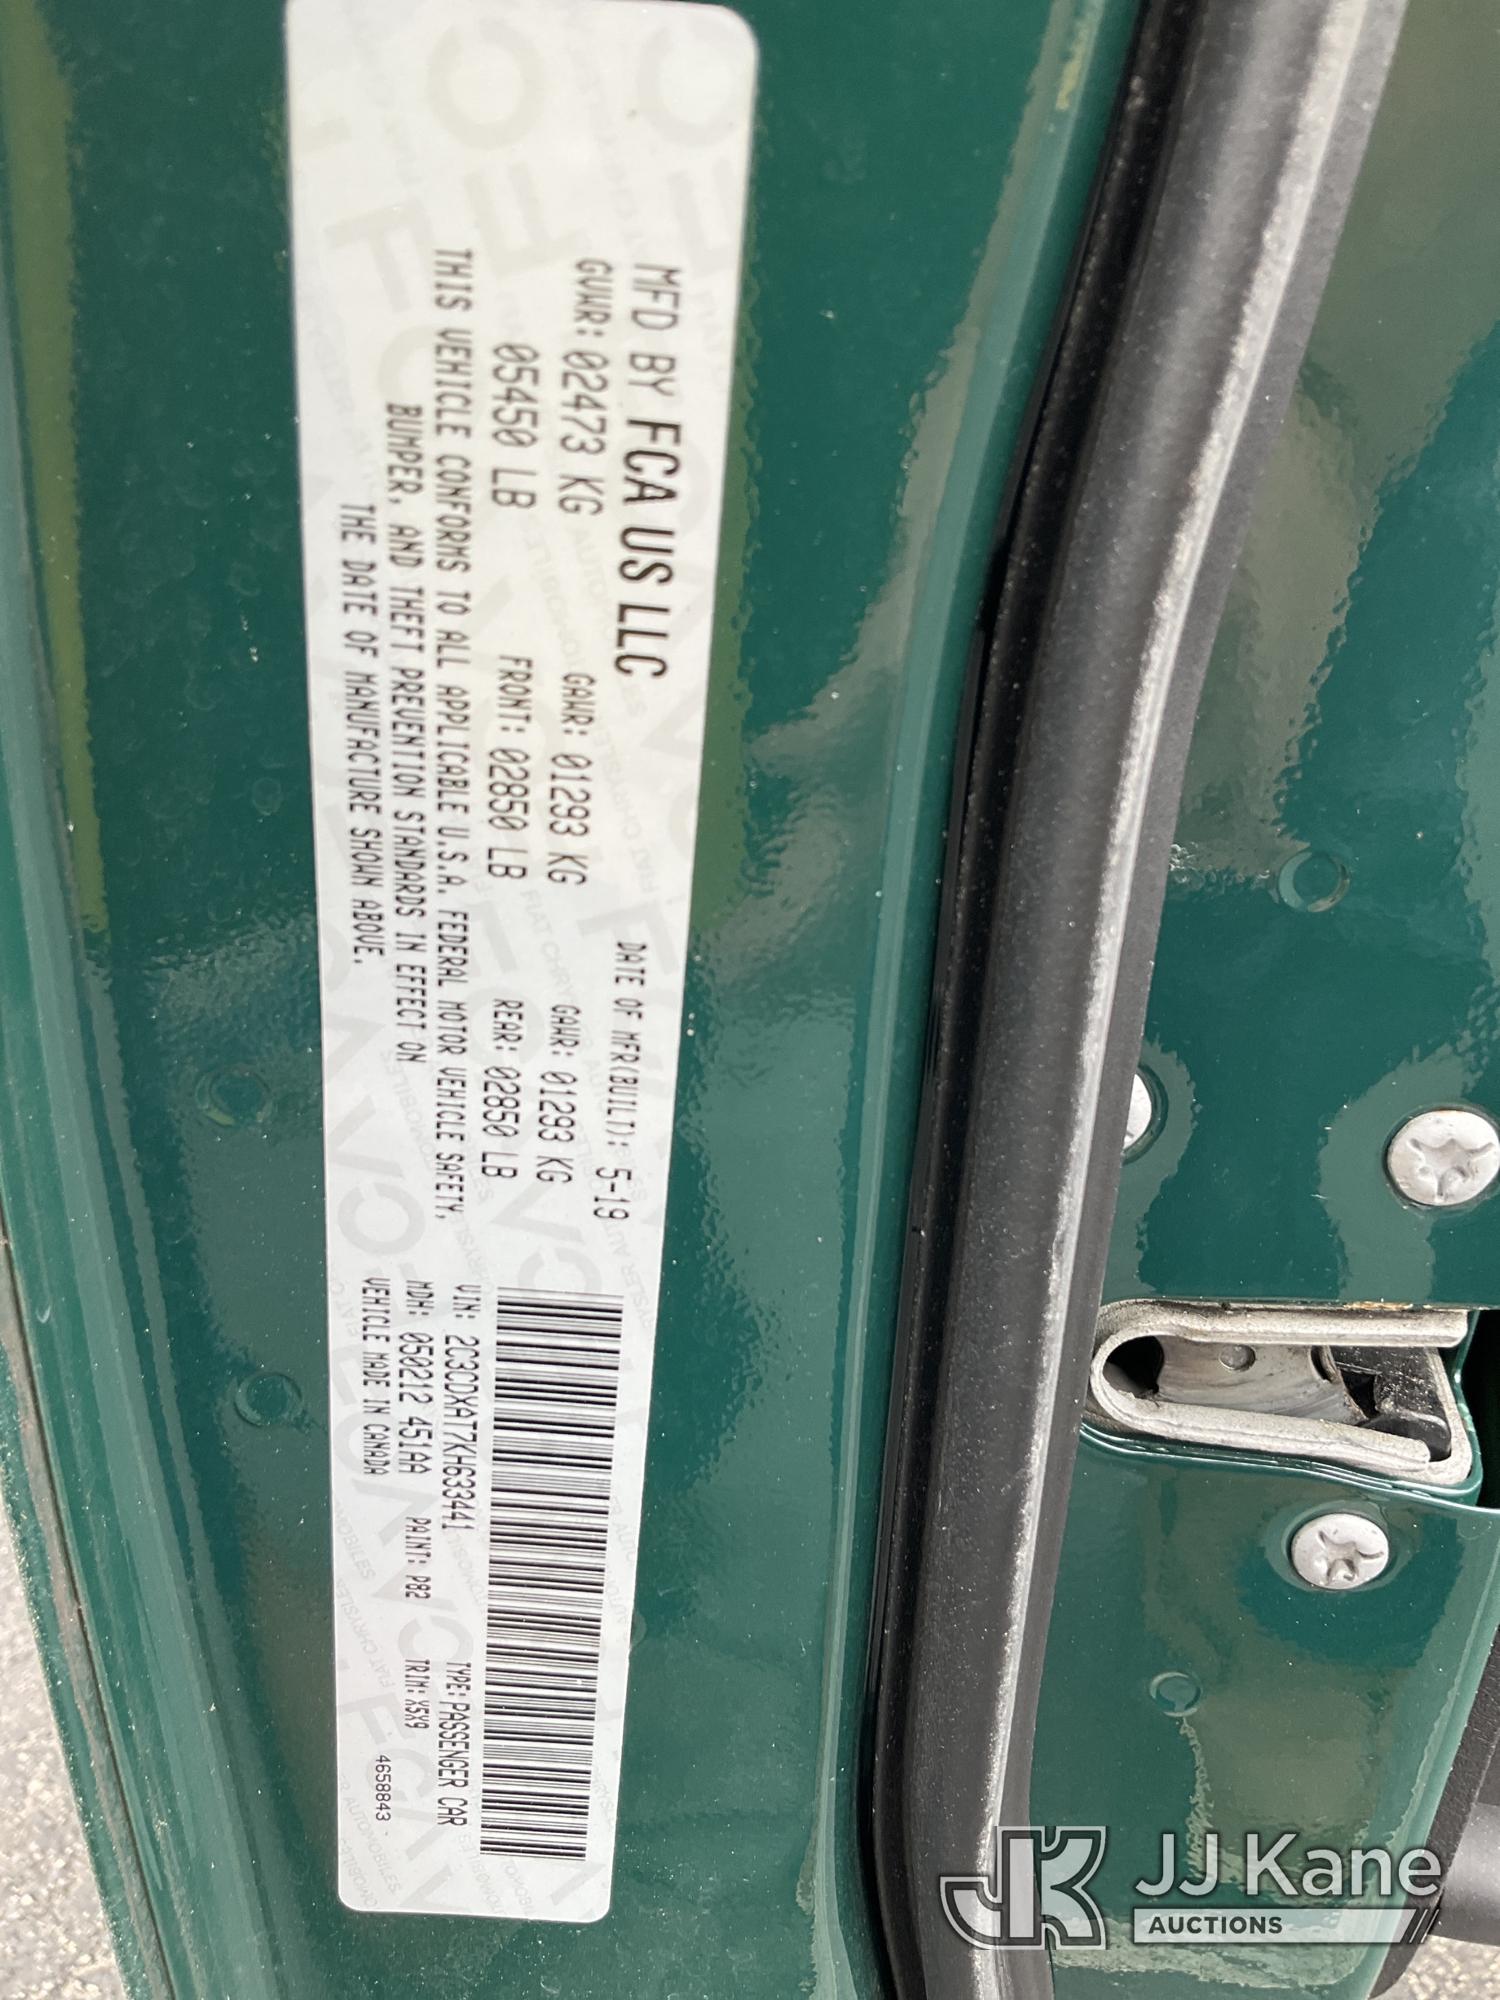 MFD BY FCA US LLC
DATE OF MFR(BUILT): 5-19
GVWR: 02473 KG
GAWR: 01293 KG
GAWR: 01293 KG
05450 LB
FRONT: 02850 LB
REAR: 02850 LB
THIS VEHICLE CONFORMS TO ALL APPLICABLE U.S.A. FEDERAL MOTOR VEHICLE SAFETY,
BUMPER, AND THEFT PREVENTION STANDARDS IN EFFECT ON
THE DATE OF MANUFACTURE SHOWN ABOVE.
VIN: 2C3CDXAT7KH633441
TYPE: PASSENGER CAR
MDH: 050212 451AA
PAINT: P82
TRIM: X5X9
VEHICLE MADE IN CANADA
4658843
JK
JJ Kane
AUCTIONS